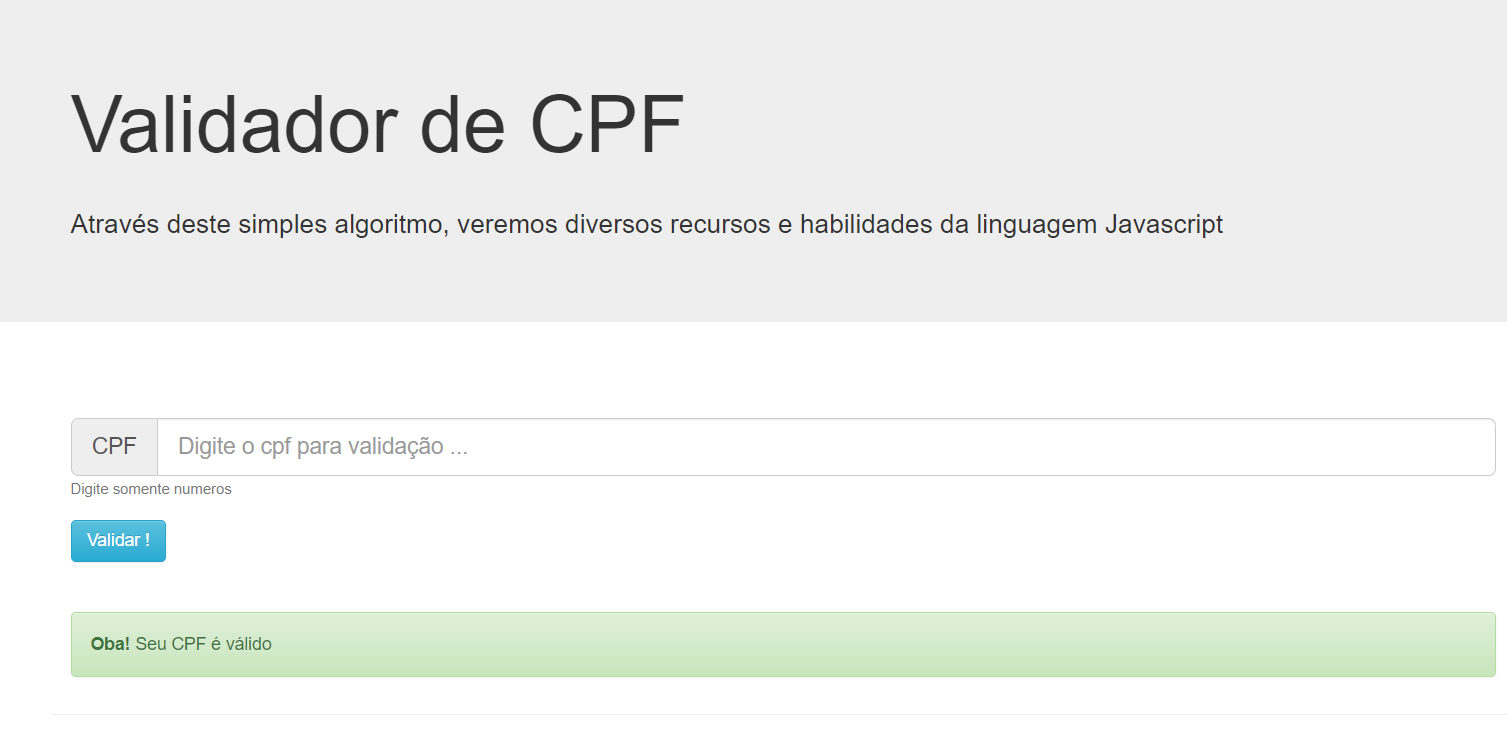 Validador de CPF
Através deste simples algoritmo, veremos diversos recursos e habilidades da linguagem Javascript
CPF Digite o cpf para validação ...
Digite somente numeros
Validar !
Oba! Seu CPF é válido